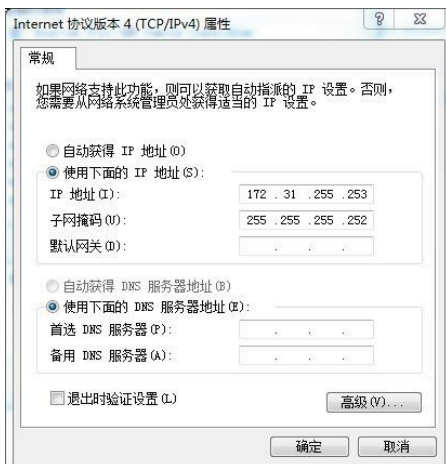 Internet 协议版本 4 (TCP/IPv4) 属性
常规
如果网络支持此功能，则可以获取自动指派的 IP 设置。否则，
您需要从网络系统管理员处获得适当的 IP 设置。
自动获得 IP 地址(O)
使用下面的 IP 地址(S):
IP 地址(I): 172 . 31 .255 .253
子网掩码(U): 255 .255 .255 .252
默认网关(D): . . .
自动获得 DNS 服务器地址(B)
使用下面的 DNS 服务器地址(E):
首选 DNS 服务器(P): . . .
备用 DNS 服务器(A): . . .
退出时验证设置(L)
高级(V)...
确定 取消